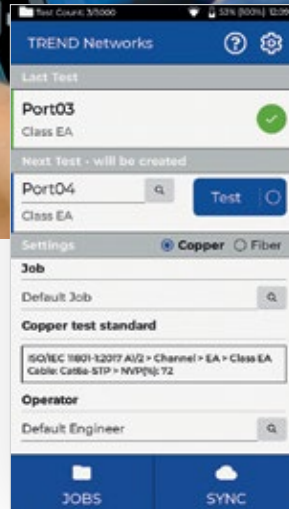 Test Count: 3/5000 53% (100%) 12:09
TREND Networks ?
Last Test
Port03
Class EA
Next Test - will be created
Port04
Test
Class EA
Settings Copper Fiber
Job
Default Job
Copper test standard
ISO/IEC 11801-1:2017 A1/2 > Channel > EA > Class EA
Cable: Cat6a-STP > NVP(%): 72
Operator
Default Engineer
JOBS SYNC